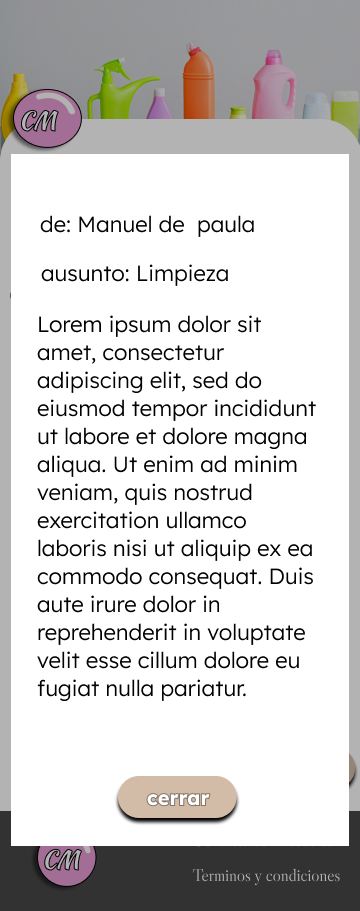 CM
de: Manuel de  paula
ausunto: Limpieza
Lorem ipsum dolor sit
amet, consectetur
adipiscing elit, sed do
eiusmod tempor incididunt
ut labore et dolore magna
aliqua. Ut enim ad minim
veniam, quis nostrud
exercitation ullamco
laboris nisi ut aliquip ex ea
commodo consequat. Duis
aute irure dolor in
reprehenderit in voluptate
velit esse cillum dolore eu
fugiat nulla pariatur.
cerrar
CM
Terminos y condiciones